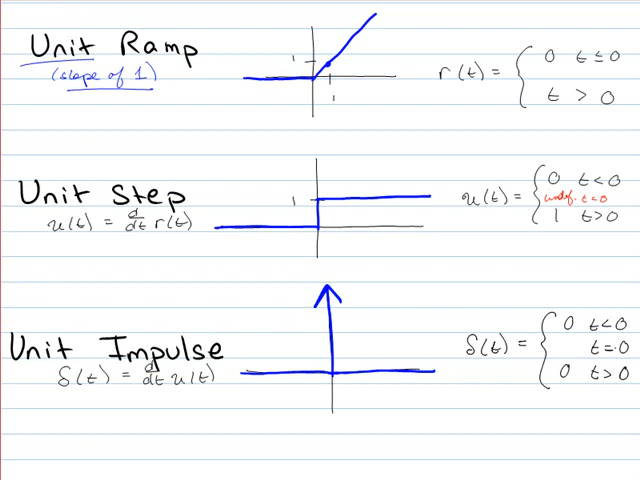 Unit Ramp
(slope of 1)
1
1
r(t) = { 0 t ≤ 0
t > 0
Unit Step
u(t) = d/dt r(t)
1
u(t) = { 0 t < 0
undef. t=0
1 t > 0
Unit Impulse
δ(t) = d/dt u(t)
δ(t) = { 0 t < 0
t = 0
0 t > 0